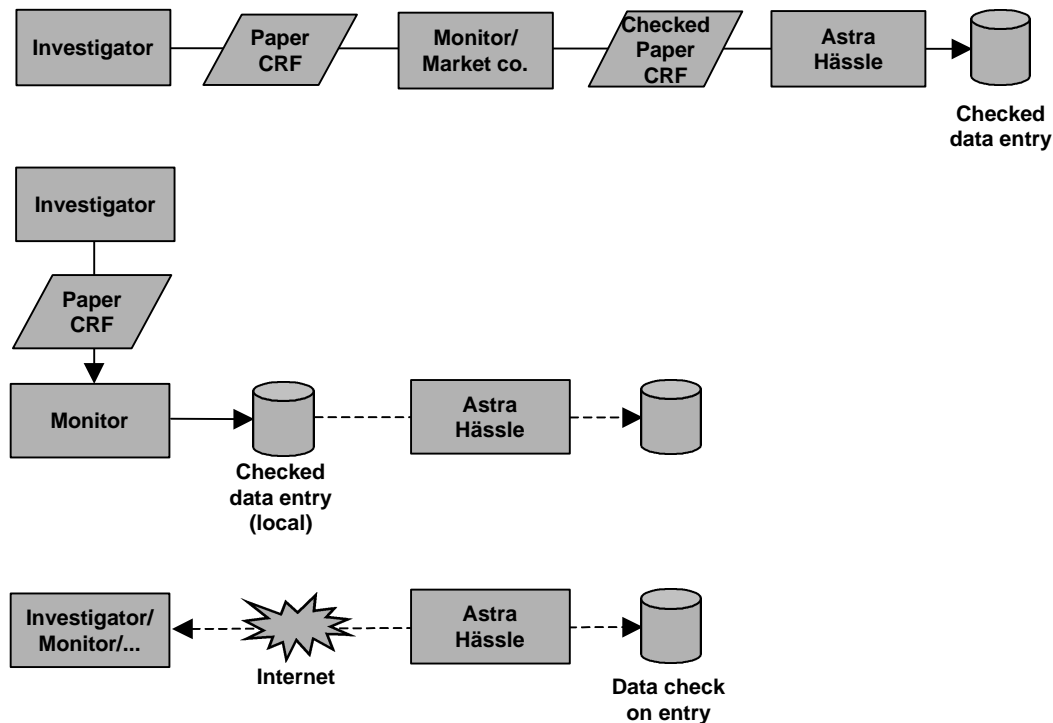 Investigator
Paper
CRF
Monitor/
Market co.
Checked
Paper
CRF
Astra
Hässle
Checked
data entry
Investigator
Paper
CRF
Monitor
Checked
data entry
(local)
Astra
Hässle
Investigator/
Monitor/...
Internet
Astra
Hässle
Data check
on entry